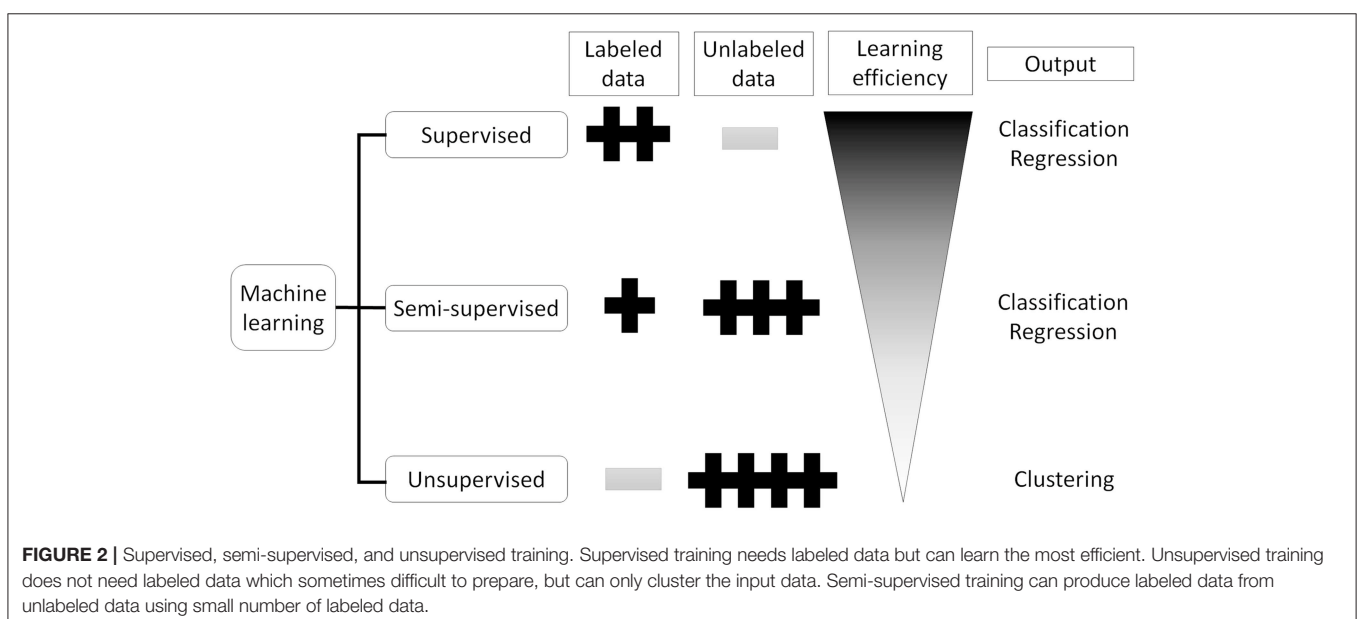 Labeled
data
Unlabeled
data
Learning
efficiency
Output
Supervised
Classification
Regression
Machine
learning
Semi-supervised
Classification
Regression
Unsupervised
Clustering
FIGURE 2 | Supervised, semi-supervised, and unsupervised training. Supervised training needs labeled data but can learn the most efficient. Unsupervised training
does not need labeled data which sometimes difficult to prepare, but can only cluster the input data. Semi-supervised training can produce labeled data from
unlabeled data using small number of labeled data.